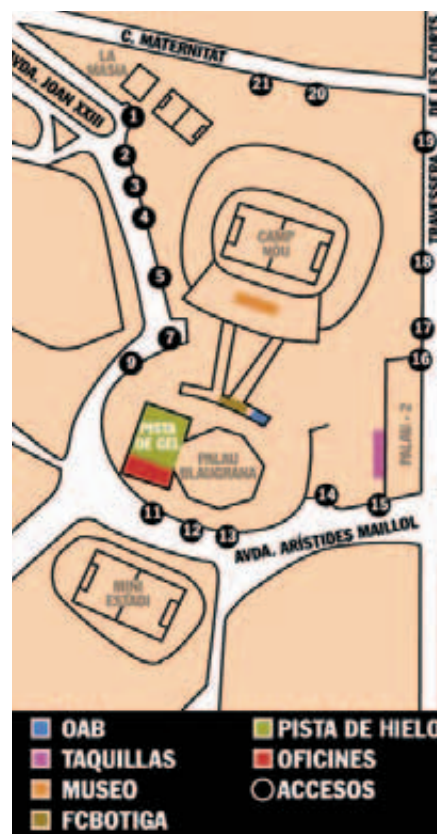 C. MATERNITAT
LA
MASIA
AVDA. JOAN XXIII
DE LES CORTS
TRAVESSERA
21
20
1
2
3
4
5
7
9
19
18
17
16
CAMP
NOU
PISTA
DE GEL
PALAU
BLAUGRANA
PALAU - 2
11
12
13
14
15
AVDA. ARÍSTIDES MAILLOL
MINI
ESTADI
OAB
TAQUILLAS
MUSEO
FCBOTIGA
PISTA DE HIELO
OFICINES
ACCESOS